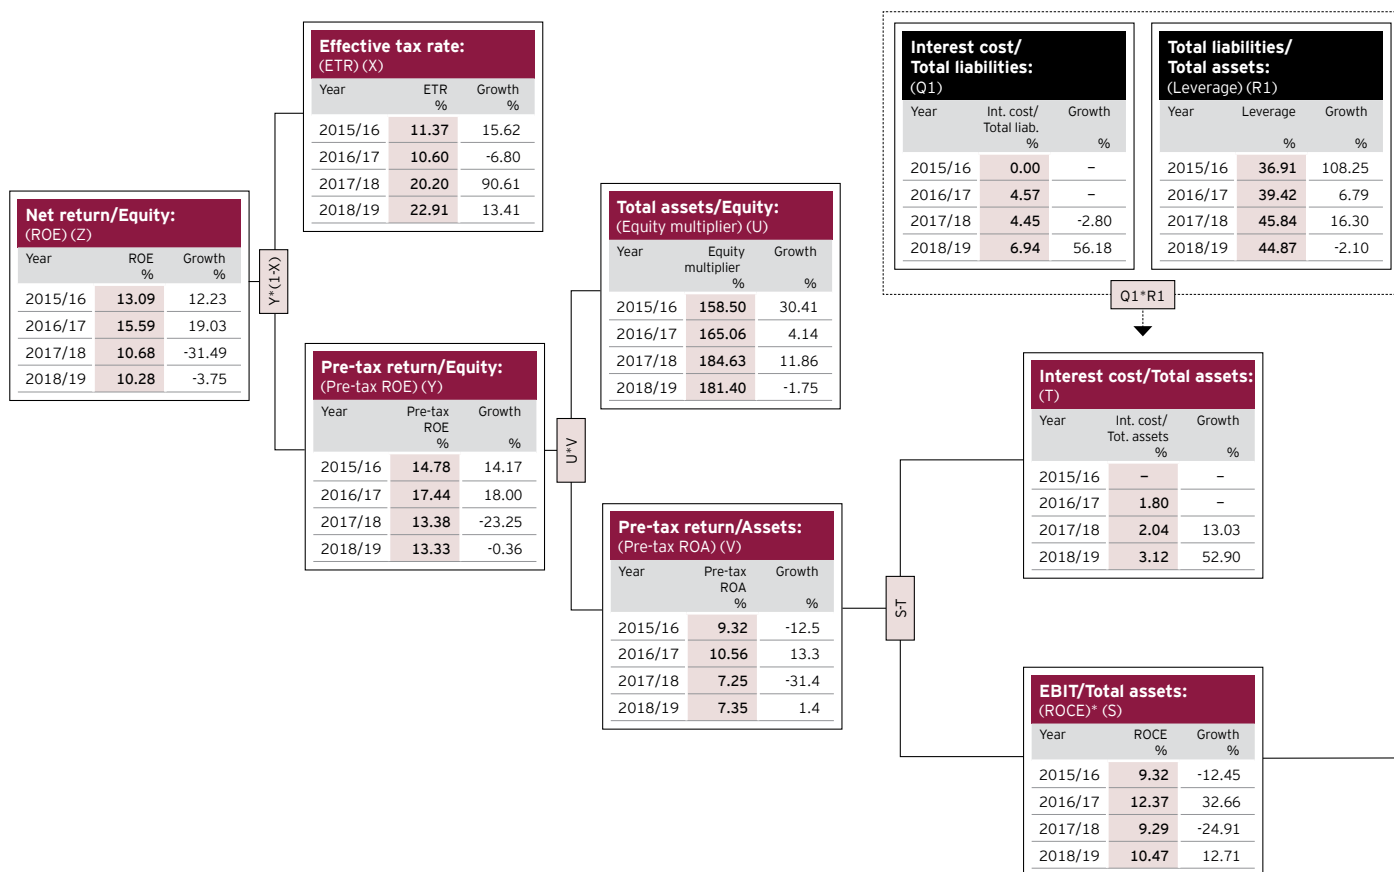 Effective tax rate:
(ETR) (X)
Year ETR Growth
% %
2015/16 11.37 15.62
2016/17 10.60 -6.80
2017/18 20.20 90.61
2018/19 22.91 13.41
Interest cost/
Total liabilities:
(Q1)
Year Int. cost/ Growth
Total liab.
% %
2015/16 0.00 –
2016/17 4.57 –
2017/18 4.45 -2.80
2018/19 6.94 56.18
Total liabilities/
Total assets:
(Leverage) (R1)
Year Leverage Growth
% %
2015/16 36.91 108.25
2016/17 39.42 6.79
2017/18 45.84 16.30
2018/19 44.87 -2.10
Q1*R1
Net return/Equity:
(ROE) (Z)
Year ROE Growth
% %
2015/16 13.09 12.23
2016/17 15.59 19.03
2017/18 10.68 -31.49
2018/19 10.28 -3.75
Y*(1-X)
Total assets/Equity:
(Equity multiplier) (U)
Year Equity Growth
multiplier
% %
2015/16 158.50 30.41
2016/17 165.06 4.14
2017/18 184.63 11.86
2018/19 181.40 -1.75
Pre-tax return/Equity:
(Pre-tax ROE) (Y)
Year Pre-tax Growth
ROE
% %
2015/16 14.78 14.17
2016/17 17.44 18.00
2017/18 13.38 -23.25
2018/19 13.33 -0.36
U*V
Interest cost/Total assets:
(T)
Year Int. cost/ Growth
Tot. assets
% %
2015/16 – –
2016/17 1.80 –
2017/18 2.04 13.03
2018/19 3.12 52.90
Pre-tax return/Assets:
(Pre-tax ROA) (V)
Year Pre-tax Growth
ROA
% %
2015/16 9.32 -12.5
2016/17 10.56 13.3
2017/18 7.25 -31.4
2018/19 7.35 1.4
S-T
EBIT/Total assets:
(ROCE)* (S)
Year ROCE Growth
% %
2015/16 9.32 -12.45
2016/17 12.37 32.66
2017/18 9.29 -24.91
2018/19 10.47 12.71